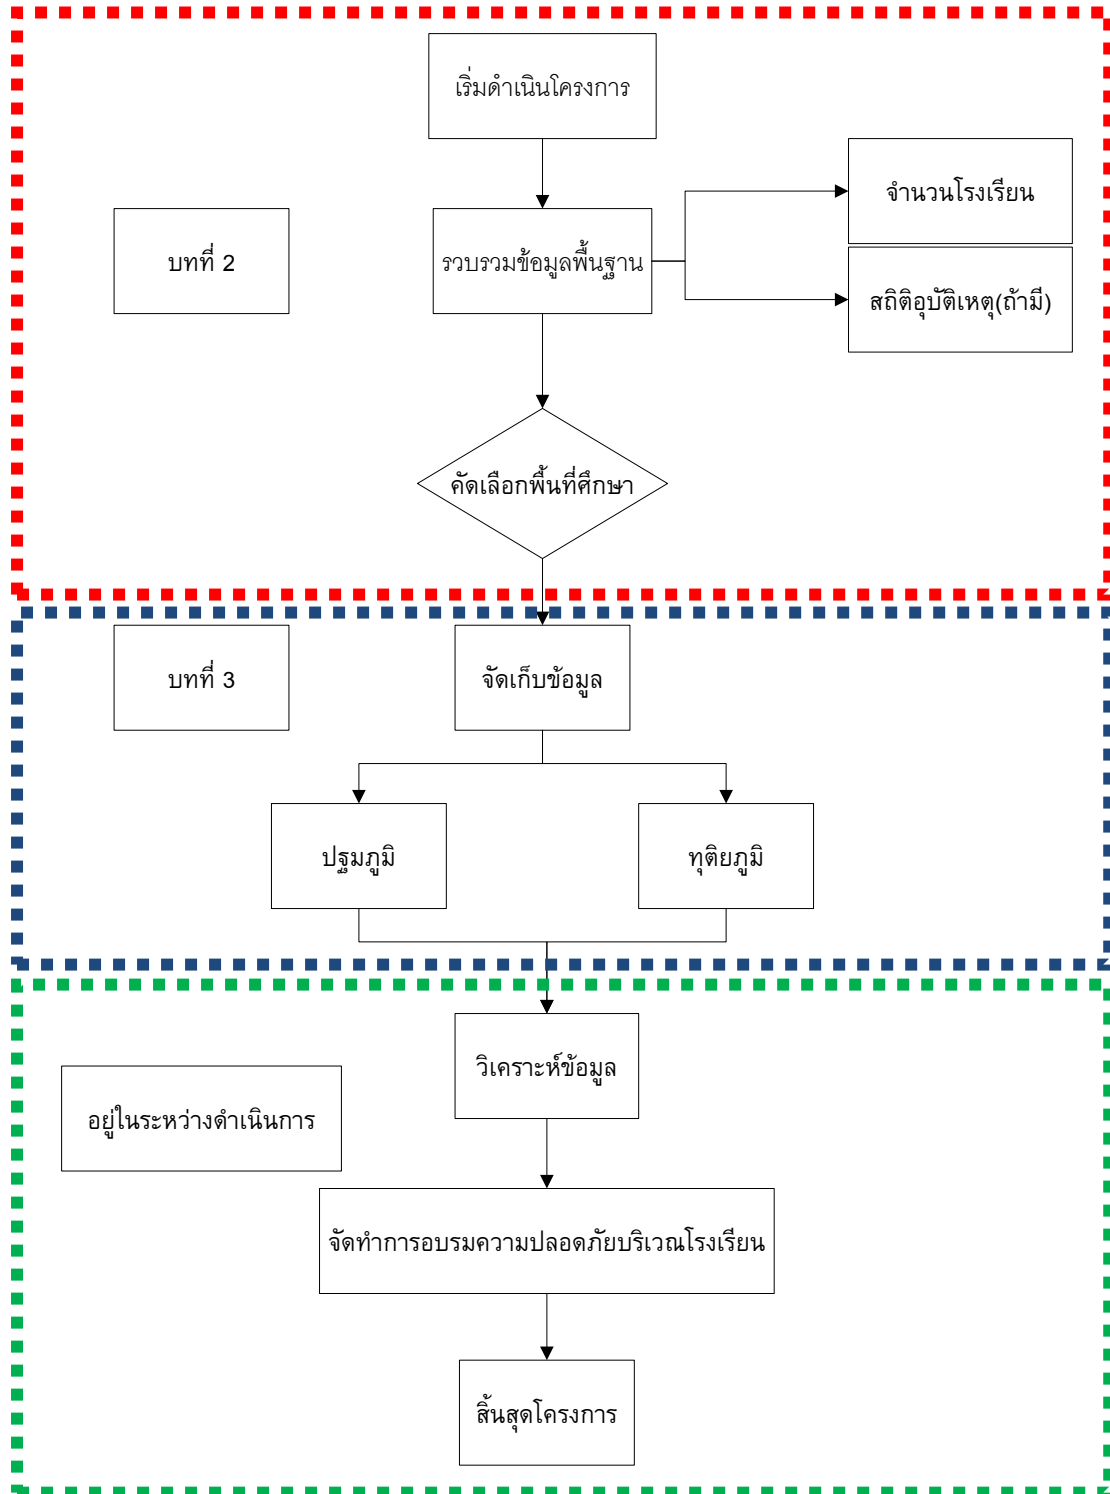 เริ่มดำเนินโครงการ
จำนวนโรงเรียน
บทที่ 2
รวบรวมข้อมูลพื้นฐาน
สถิติอุบัติเหตุ(ถ้ามี)
คัดเลือกพื้นที่ศึกษา
บทที่ 3
จัดเก็บข้อมูล
ปฐมภูมิ
ทุติยภูมิ
วิเคราะห์ข้อมูล
อยู่ในระหว่างดำเนินการ
จัดทำการอบรมความปลอดภัยบริเวณโรงเรียน
สิ้นสุดโครงการ